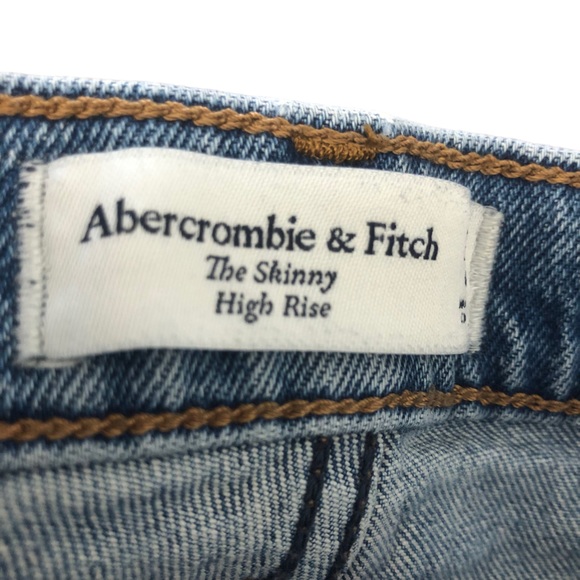 Abercrombie & Fitch
The Skinny
High Rise